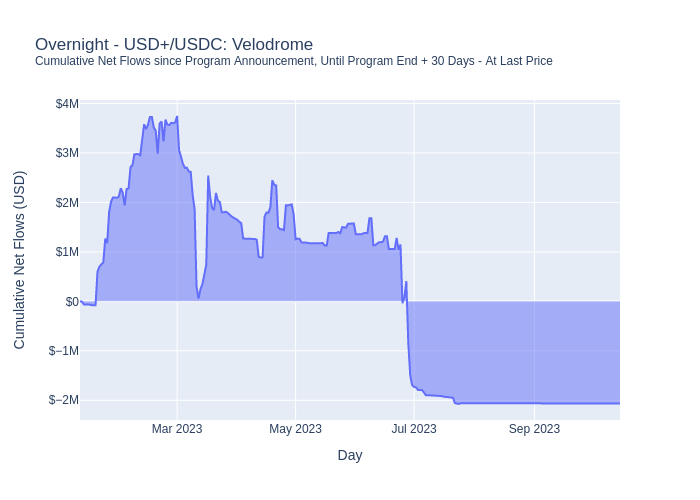 Overnight - USD+/USDC: Velodrome
Cumulative Net Flows since Program Announcement, Until Program End + 30 Days - At Last Price
$4M
$3M
$2M
$1M
$0
$−1M
$−2M
Cumulative Net Flows (USD)
Mar 2023
May 2023
Jul 2023
Sep 2023
Day